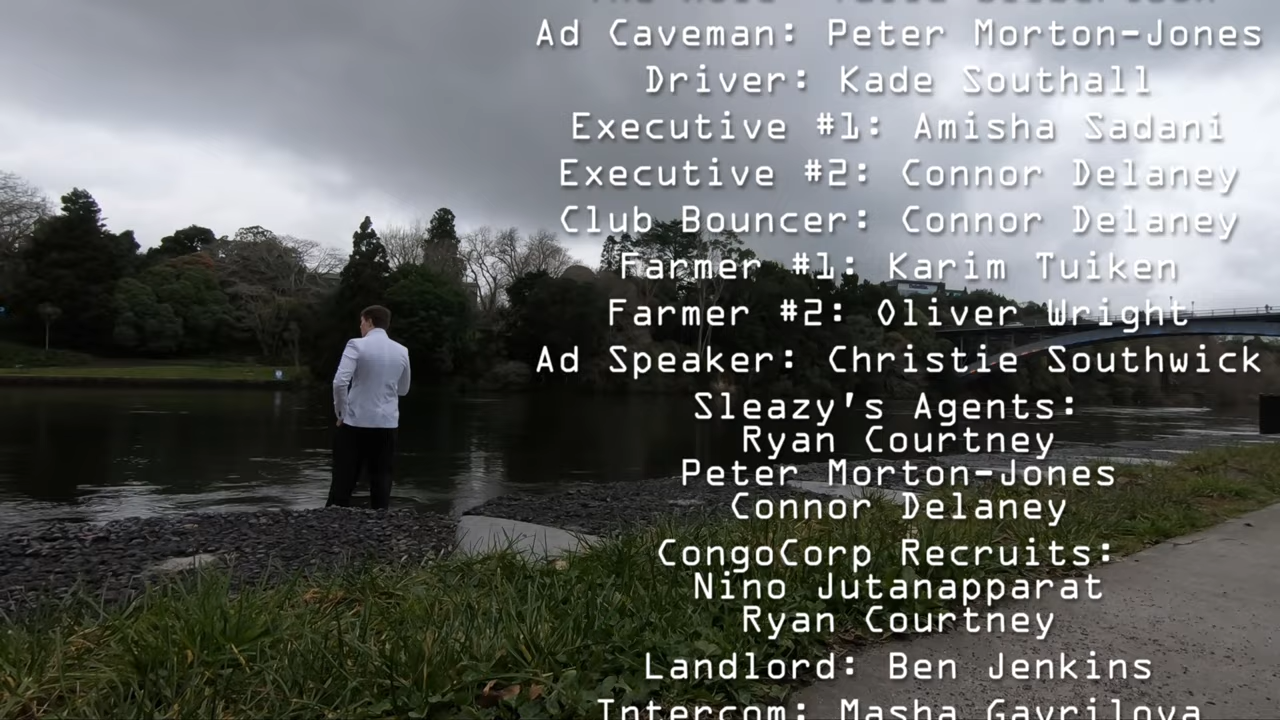 Ad Caveman: Peter Morton-Jones
Driver: Kade Southall
Executive #1: Amisha Sadani
Executive #2: Connor Delaney
Club Bouncer: Connor Delaney
Farmer #1: Karim Tuiken
Farmer #2: Oliver Wright
Ad Speaker: Christie Southwick
Sleazy's Agents:
Ryan Courtney
Peter Morton-Jones
Connor Delaney
CongoCorp Recruits:
Nino Jutanapparat
Ryan Courtney
Landlord: Ben Jenkins
Intercom: Masha Gavrilova